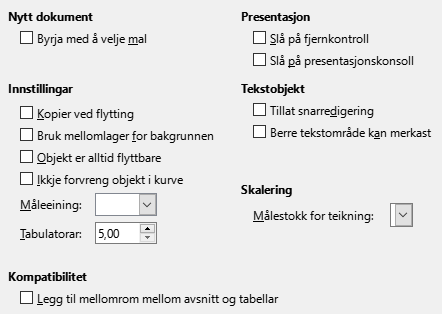 Nytt dokument
Byrja med å velje mal
Innstillingar
Kopier ved flytting
Bruk mellomlager for bakgrunnen
Objekt er alltid flyttbare
Ikkje forvreng objekt i kurve
Måleeining:
Tabulatorar: 5,00
Kompatibilitet
Legg til mellomrom mellom avsnitt og tabellar
Presentasjon
Slå på fjernkontroll
Slå på presentasjonskonsoll
Tekstobjekt
Tillat snarredigering
Berre tekstområde kan merkast
Skalering
Målestokk for teikning: